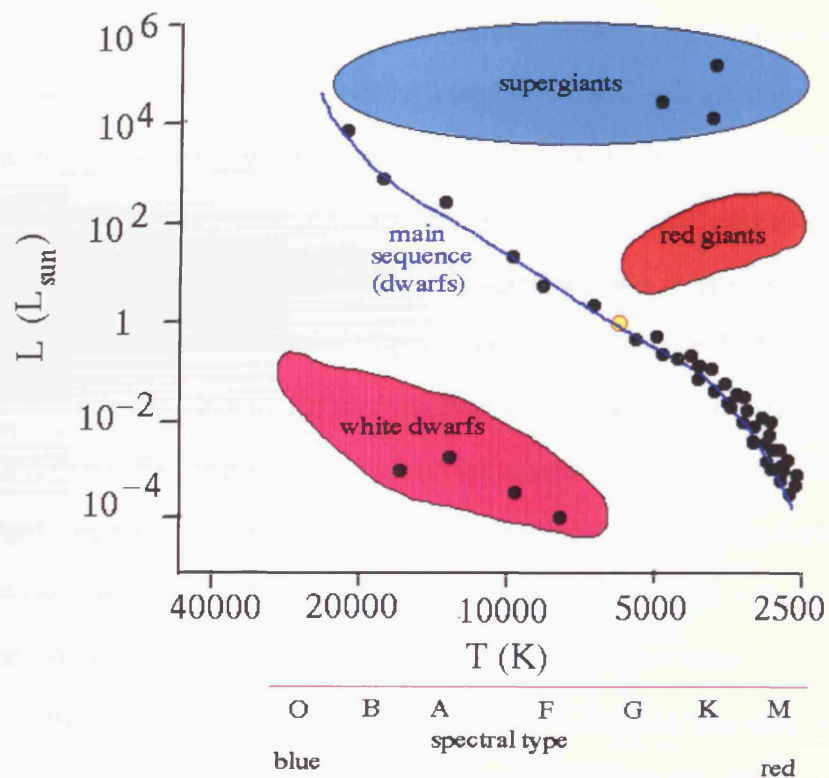 10^6
10^4
10^2
1
10^-2
10^-4
L (L_sun)
supergiants
red giants
main
sequence
(dwarfs)
white dwarfs
40000 20000 10000 5000 2500
T (K)
O B A F G K M
spectral type
blue red